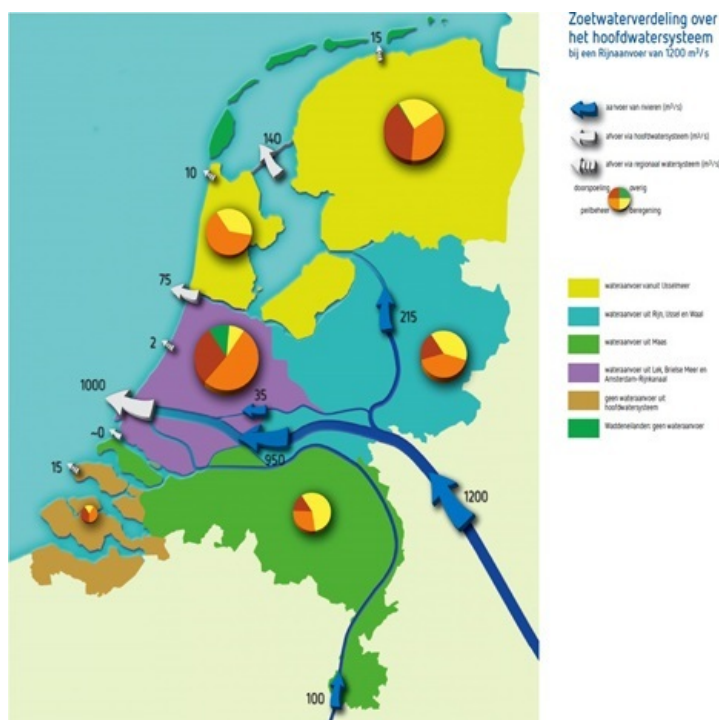 Zoetwaterverdeling over
het hoofdwatersysteem
bij een Rijnaanvoer van 1200 m³/s
aanvoer van rivieren (m³/s)
afvoer via hoofdwatersysteem (m³/s)
afvoer via regionaal watersysteem (m³/s)
doorspoeling overig
peilbeheer beregening
wateraanvoer vanuit IJsselmeer
wateraanvoer uit Rijn, IJssel en Waal
wateraanvoer uit Maas
wateraanvoer uit Lek, Brielse Meer en
Amsterdam-Rijnkanaal
geen wateraanvoer uit
hoofdwatersysteem
Waddeneilanden: geen wateraanvoer
15
140
10
75
215
2
1000
35
~0
950
15
1200
100